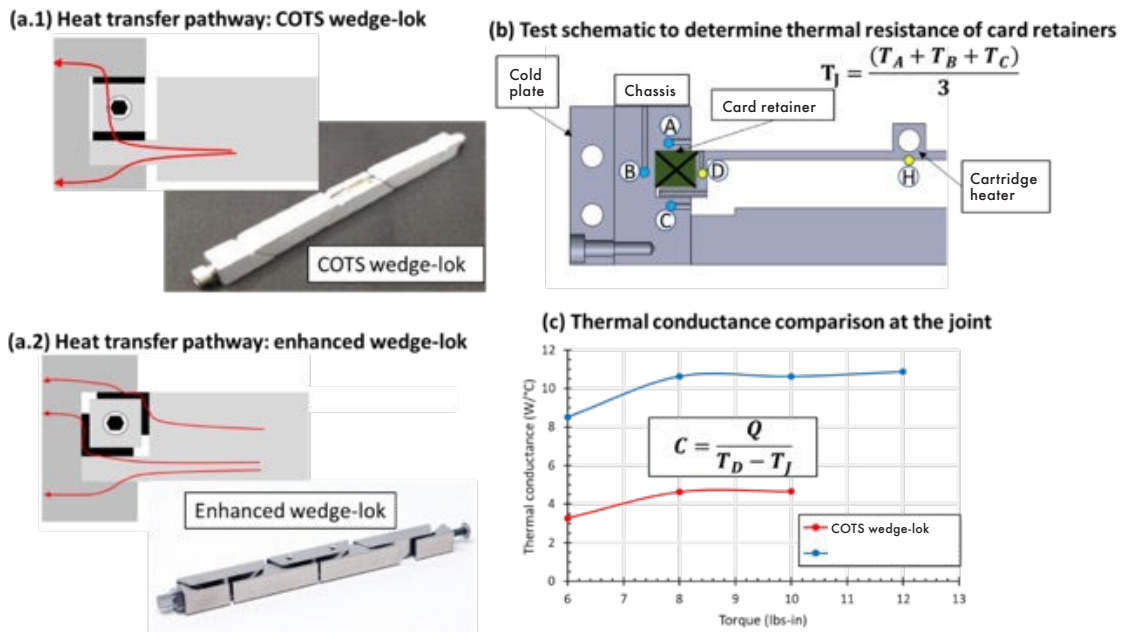 (a.1) Heat transfer pathway: COTS wedge-lok
COTS wedge-lok
(b) Test schematic to determine thermal resistance of card retainers
T_J = (T_A + T_B + T_C) / 3
Cold
plate
Chassis
Card retainer
A
B
D
C
H
Cartridge
heater
(a.2) Heat transfer pathway: enhanced wedge-lok
Enhanced wedge-lok
(c) Thermal conductance comparison at the joint
Thermal conductance (W/°C)
12
10
8
6
4
2
0
C = Q / (T_D − T_J)
COTS wedge-lok
6 7 8 9 10 11 12 13
Torque (lbs-in)